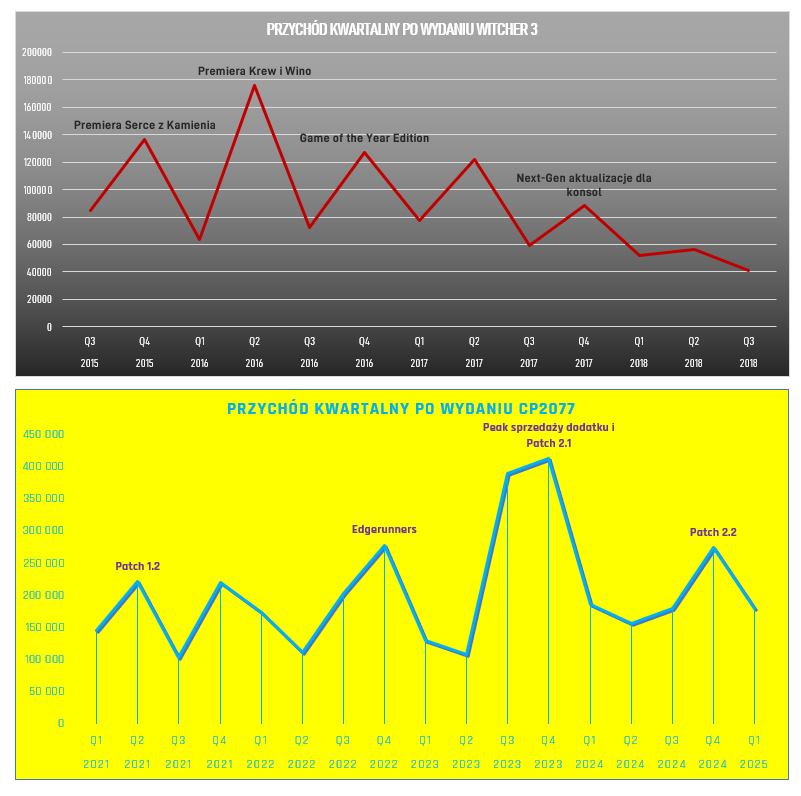 PRZYCHÓD KWARTALNY PO WYDANIU WITCHER 3
200000
180000
160000
140000
120000
100000
80000
60000
40000
20000
0
Premiera Krew i Wino
Premiera Serce z Kamienia
Game of the Year Edition
Next-Gen aktualizacje dla
konsol
Q3 Q4 Q1 Q2 Q3 Q4 Q1 Q2 Q3 Q4 Q1 Q2 Q3
2015 2015 2016 2016 2016 2016 2017 2017 2017 2017 2018 2018 2018
PRZYCHÓD KWARTALNY PO WYDANIU CP2077
450 000
400 000
350 000
300 000
250 000
200 000
150 000
100 000
50 000
0
Peak sprzedaży dodatku i
Patch 2.1
Edgerunners
Patch 2.2
Patch 1.2
Q1 Q2 Q3 Q4 Q1 Q2 Q3 Q4 Q1 Q2 Q3 Q4 Q1 Q2 Q3 Q4 Q1
2021 2021 2021 2021 2022 2022 2022 2022 2023 2023 2023 2023 2024 2024 2024 2024 2025